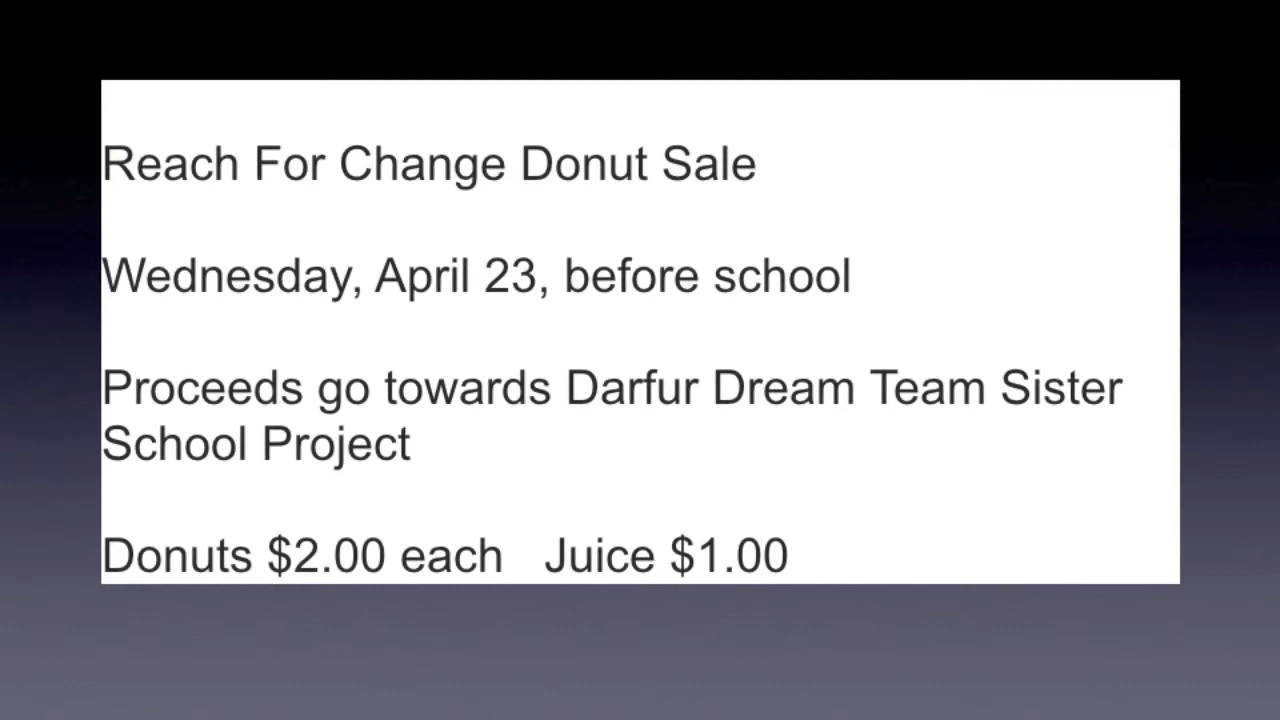 Reach For Change Donut Sale
Wednesday, April 23, before school
Proceeds go towards Darfur Dream Team Sister
School Project
Donuts $2.00 each   Juice $1.00